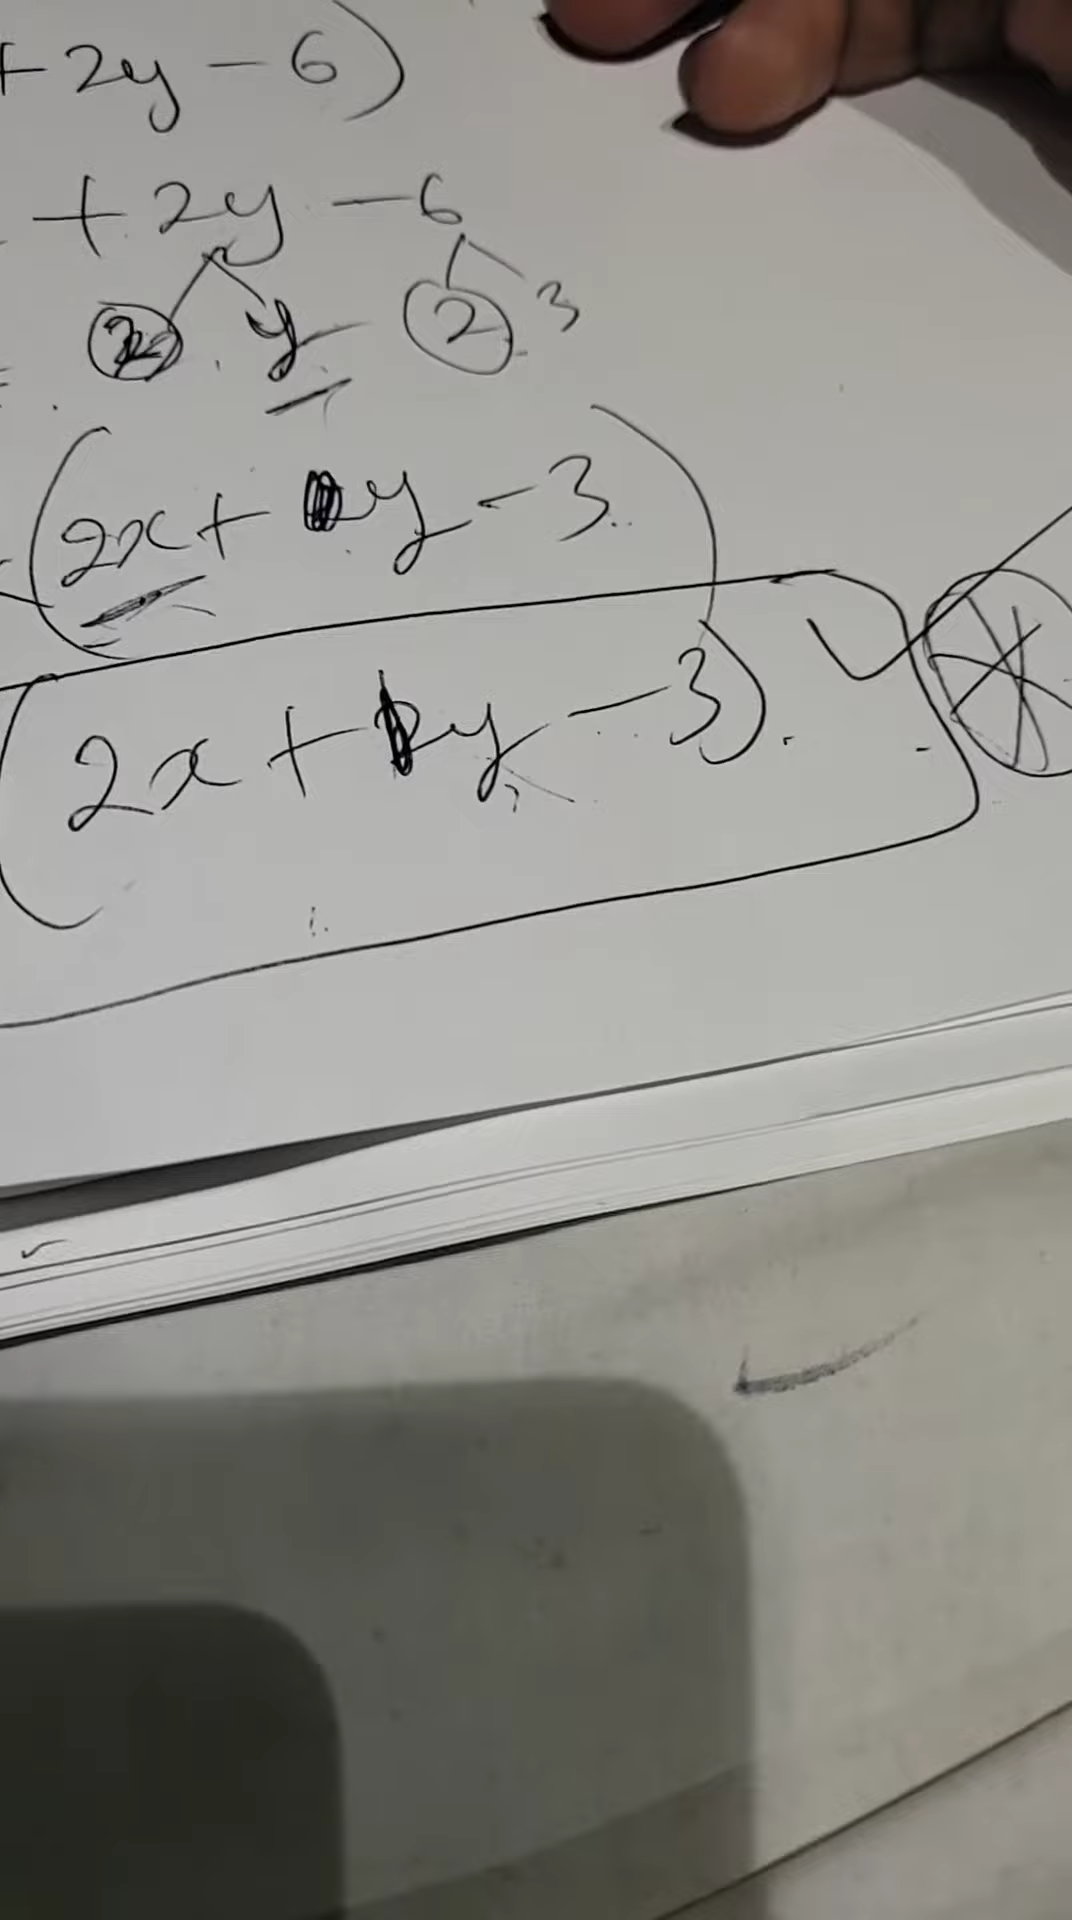 + 2y - 6)
+ 2y - 6
2 . y 2 . 3
(2x + y - 3)
(2x + y - 3).